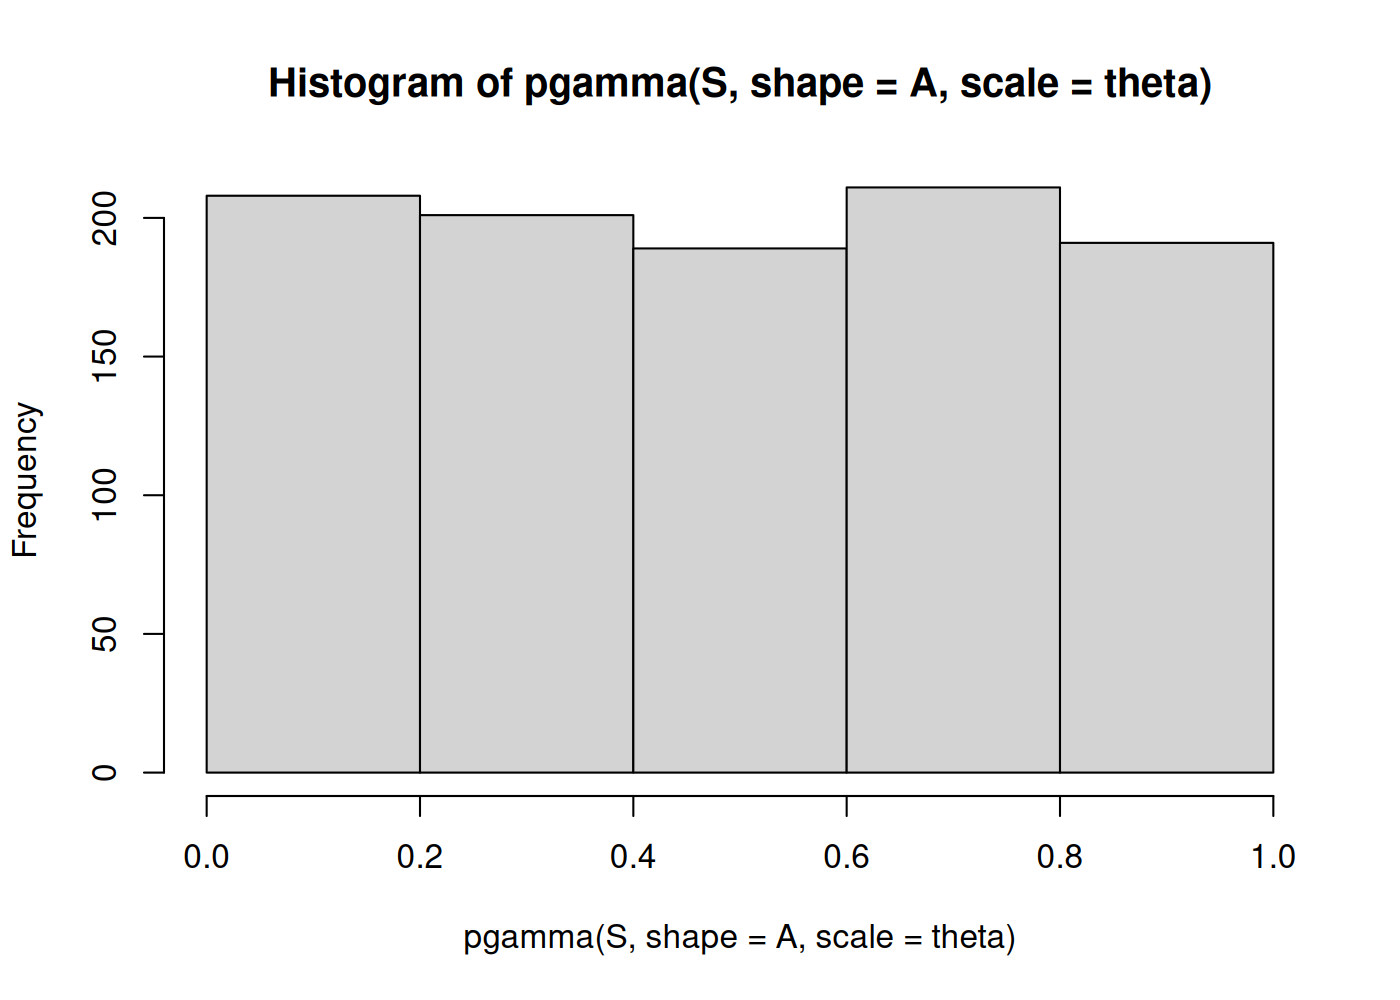 Histogram of pgamma(S, shape = A, scale = theta)
Frequency
200
150
100
50
0
0.0 0.2 0.4 0.6 0.8 1.0
pgamma(S, shape = A, scale = theta)